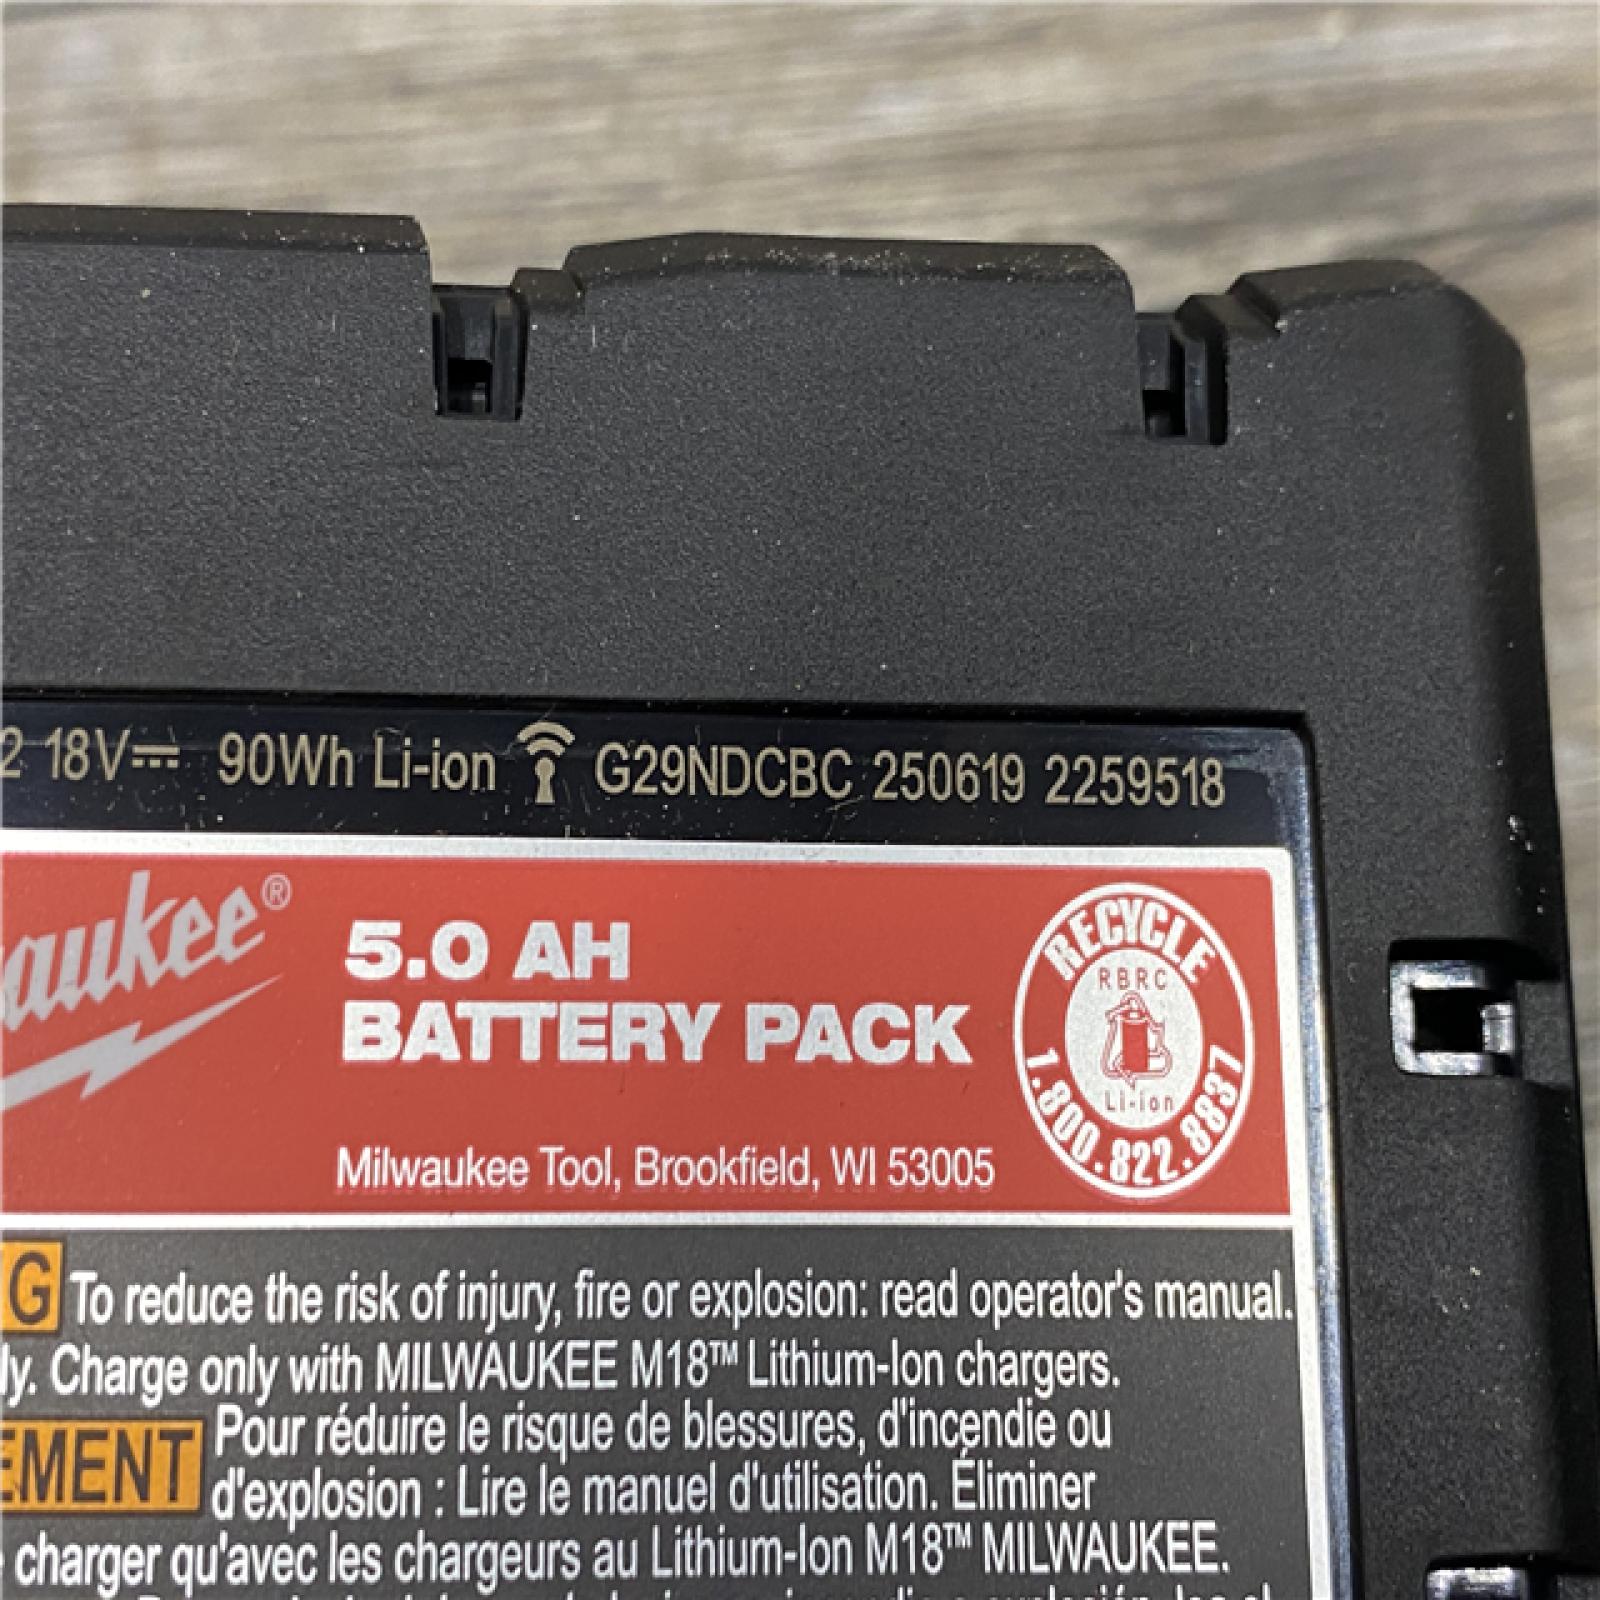 2 18V⎓ 90Wh Li-ion G29NDCBC 250619 2259518
aukee®
5.0 AH
BATTERY PACK
Milwaukee Tool, Brookfield, WI 53005
RECYCLE
RBRC
Li-ion
1.800.822.8837
G To reduce the risk of injury, fire or explosion: read operator's manual.
ly. Charge only with MILWAUKEE M18™ Lithium-Ion chargers.
EMENT Pour réduire le risque de blessures, d'incendie ou
d'explosion : Lire le manuel d'utilisation. Éliminer
charger qu'avec les chargeurs au Lithium-Ion M18™ MILWAUKEE.